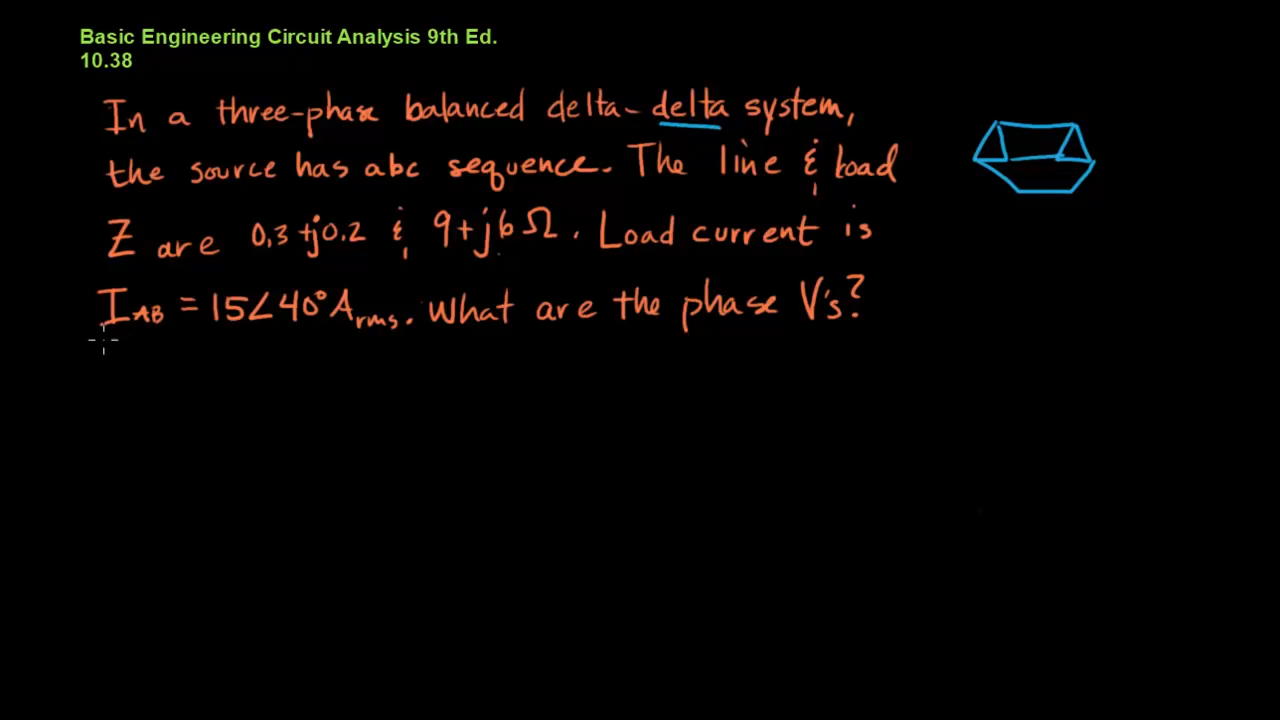 Basic Engineering Circuit Analysis 9th Ed.
10.38
In a three-phase balanced delta-delta system,
the source has abc sequence. The line & load
Z are 0.3+j0.2 & 9+j6Ω. Load current is
I_AB = 15∠40° A_rms. What are the phase V's?